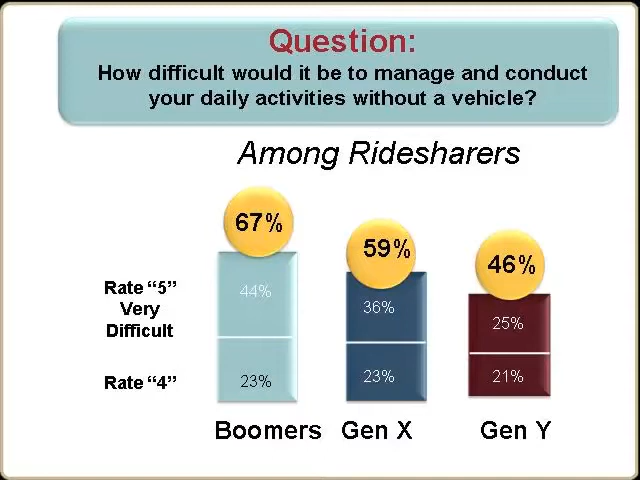 Question:
How difficult would it be to manage and conduct
your daily activities without a vehicle?
Among Ridesharers
67%
59%
46%
Rate “5”
Very
Difficult
44%
36%
25%
Rate “4”
23%
23%
21%
Boomers
Gen X
Gen Y